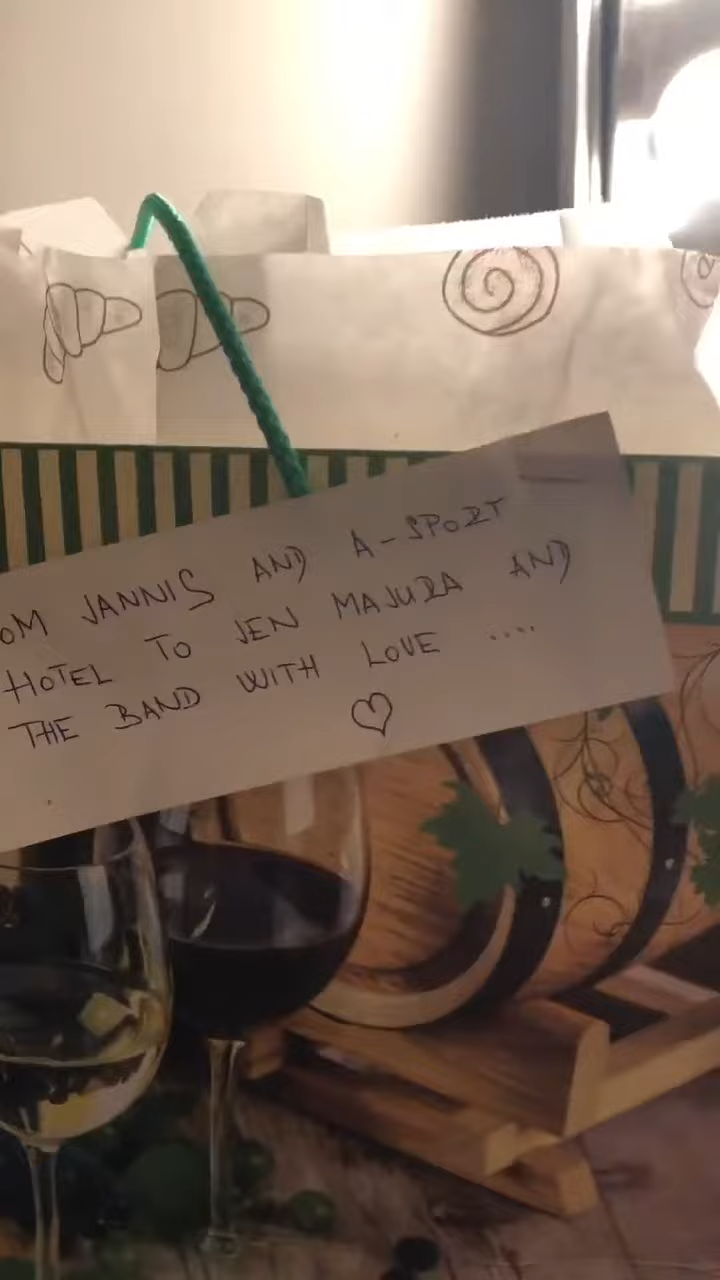 OM JANNIS AND A-SPORT
HOTEL TO JEN MAJURA AND
THE BAND WITH LOVE ....